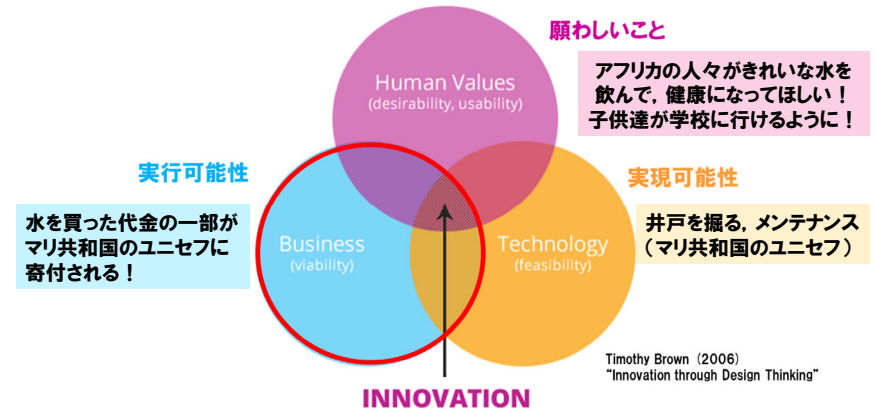 願わしいこと
Human Values
(desirability, usability)
アフリカの人々がきれいな水を
飲んで，健康になってほしい！
子供達が学校に行けるように！
実行可能性
水を買った代金の一部が
マリ共和国のユニセフに
寄付される！
Business
(viability)
実現可能性
Technology
(feasibility)
井戸を掘る，メンテナンス
（マリ共和国のユニセフ）
Timothy Brown (2006)
“Innovation through Design Thinking”
INNOVATION